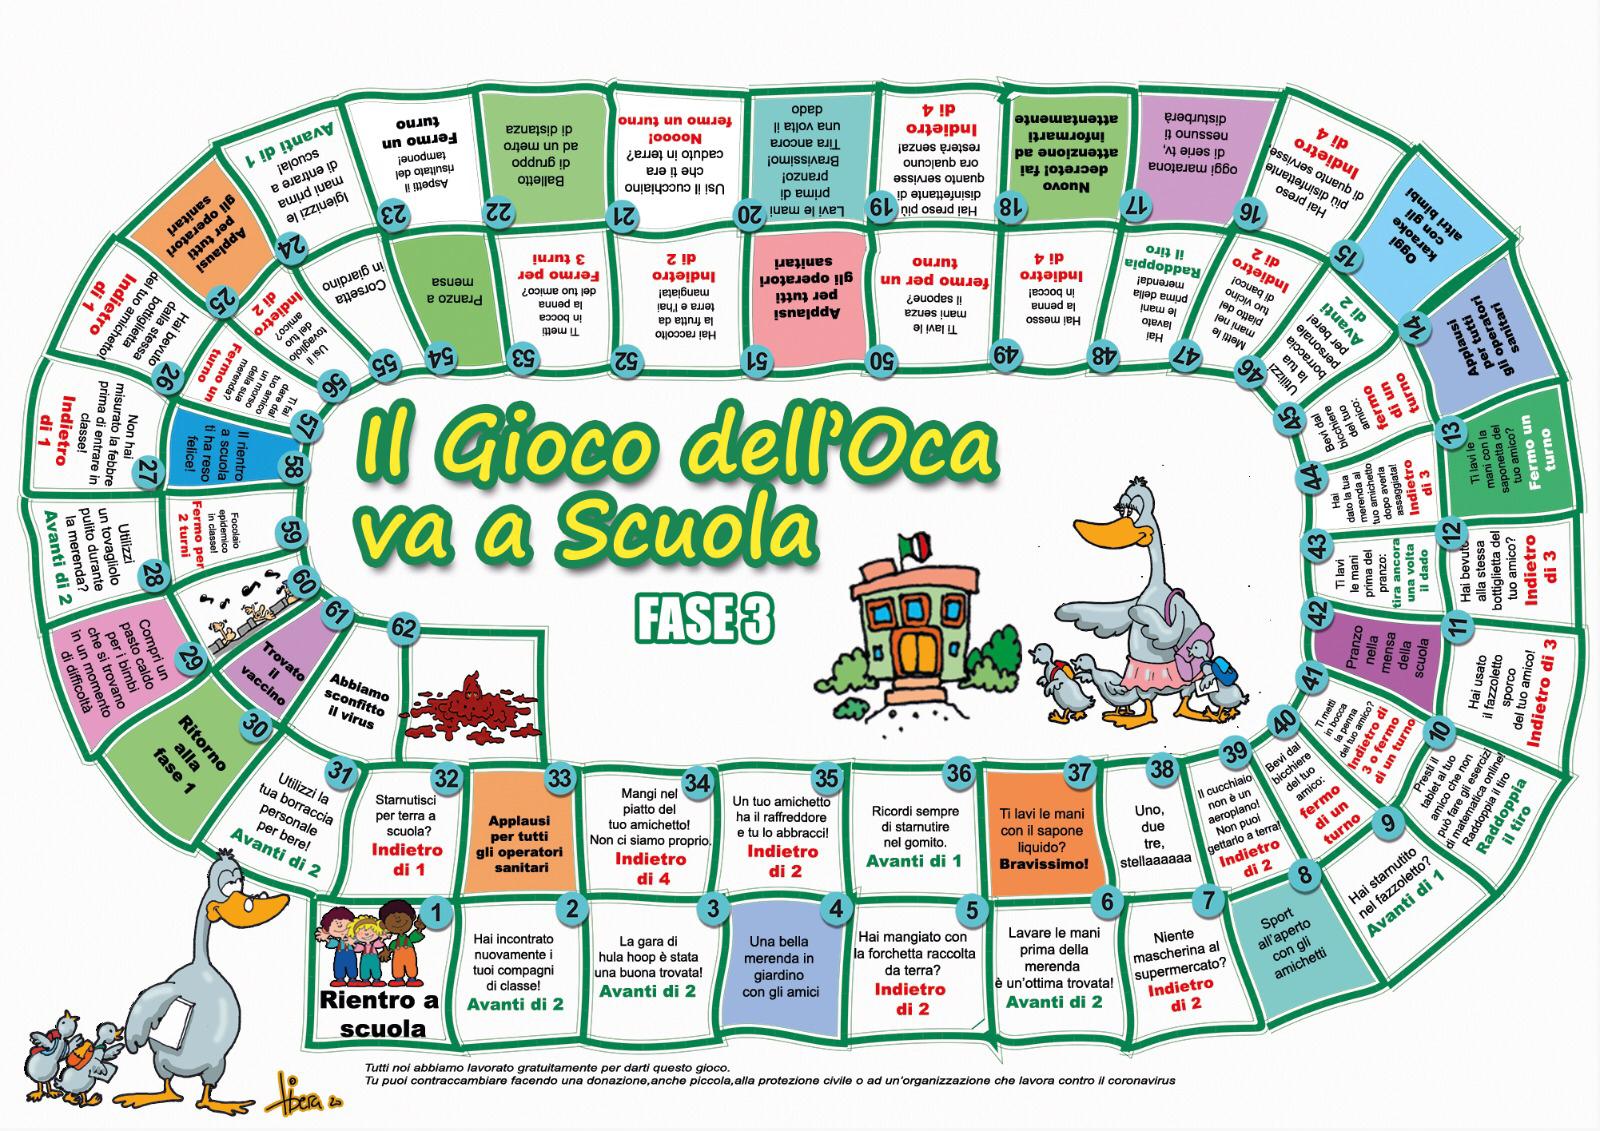 Il Gioco dell'Oca
va a Scuola
FASE 3
1
Rientro a
scuola
2
Hai incontrato
nuovamente i
tuoi compagni
di classe!
Avanti di 2
3
La gara di
hula hoop è stata
una buona trovata!
Avanti di 2
4
Una bella
merenda in
giardino
con gli amici
5
Hai mangiato con
la forchetta raccolta
da terra?
Indietro
di 2
6
Lavare le mani
prima della
merenda
è un'ottima trovata!
Avanti di 2
7
Niente
mascherina al
supermercato?
Indietro
di 2
8
Sport
all'aperto
con gli
amichetti
9
Hai starnutito
nel fazzoletto?
Avanti di 1
10
Presti il
tablet al tuo
amico che non
può fare gli esercizi
di matematica online!
Raddoppia il tiro
Raddoppia
il tiro
11
Hai usato
il fazzoletto
sporco
del tuo amico!
Indietro di 3
12
Hai bevuto
alla stessa
bottiglietta del
tuo amico?
Indietro
di 3
13
Ti lavi le
mani con la
saponetta del
tuo amico?
Fermo un
turno
14
Applausi
per tutti
gli operatori
sanitari
15
Oggi
karaoke
con gli
altri bimbi
16
Hai preso
più disinfettante
di quanto servisse.
Indietro
di 4
17
oggi maratona
di serie tv,
nessuno ti
disturberà
18
Nuovo
decreto! fai
attenzione ad
informarti
attentamente
19
Hai preso più
disinfettante di
quanto servisse
ora qualcuno
resterà senza!
Indietro
di 4
20
Lavi le mani
prima di
pranzo!
Bravissimo!
Tira ancora
una volta il
dado
21
Usi il cucchiaino
che ti era
caduto in terra?
Noooo!
fermo un turno
22
Balletto
di gruppo
ad un metro
di distanza
23
Aspetti il
risultato del
tampone!
Fermo un
turno
24
Igienizzi le
mani prima
di entrare a
scuola!
Avanti di 1
25
Applausi
per tutti
gli operatori
sanitari
26
Hai bevuto
dalla stessa
bottiglietta
del tuo amichetto!
Indietro
di 1
27
Non hai
misurato la febbre
prima di entrare in
classe!
Indietro
di 1
28
Utilizzi
un tovagliolo
pulito durante
la merenda?
Avanti di 2
29
Compri un
pasto caldo
per i bimbi
che si trovano
in un momento
di difficoltà
30
Ritorno
alla
fase 1
31
Utilizzi la
tua borraccia
personale
per bere!
Avanti di 2
32
Starnutisci
per terra a
scuola?
Indietro
di 1
33
Applausi
per tutti
gli operatori
sanitari
34
Mangi nel
piatto del
tuo amichetto!
Non ci siamo proprio.
Indietro
di 4
35
Un tuo amichetto
ha il raffreddore
e tu lo abbracci!
Indietro
di 2
36
Ricordi sempre
di starnutire
nel gomito.
Avanti di 1
37
Ti lavi le mani
con il sapone
liquido?
Bravissimo!
38
Uno,
due
tre,
stellaaaaaa
39
Il cucchiaio
non è un
aeroplano!
Non puoi
gettarlo a terra!
Indietro
di 2
40
Bevi dal
bicchiere
del tuo
amico:
fermo
di un
turno
41
Ti metti
in bocca
la penna
del tuo amico?
Indietro di
3 o fermo
di un turno
42
Pranzo
nella
mensa
della
scuola
43
Ti lavi
le mani
prima del
pranzo:
tira ancora
una volta
il dado
44
Hai
dato la tua
merenda al
tuo amichetto
dopo averla
assaggiata!
Indietro
di 3
45
Bevi dal
bicchiere
del tuo
amico:
fermo
di un
turno
46
Utilizzi
la tua
borraccia
personale
per bere!
Avanti di 2
47
Metti le
mani nel
piatto del
tuo vicino
di banco?
Indietro
di 2
48
Hai
lavato
le mani
prima della
merenda!
Raddoppia
il tiro
49
Hai messo
la penna
in bocca!
Indietro
di 4
50
Ti lavi le
mani senza
il sapone?
fermo per un
turno
51
Applausi
per tutti
gli operatori
sanitari
52
Hai raccolto
la frutta da
terra e l'hai
mangiata!
Indietro
di 2
53
Ti metti
in bocca
la penna
del tuo amico?
Fermo per
3 turni
54
Pranzo a
mensa
55
Corsetta
in giardino
56
Usi il
tovagliolo
del tuo
amico?
Indietro
di 2
57
Ti fai
dare dal
tuo amico
un morso
della sua
merenda?
Fermo un
turno
58
Il rientro
a scuola
ti ha reso
felice!
59
Focolaio
epidemico
in classe!
Fermo per
2 turni
60
61
Trovato
il
vaccino
62
Abbiamo
sconfitto
il virus
Tutti noi abbiamo lavorato gratuitamente per darti questo gioco.
Tu puoi contraccambiare facendo una donazione,anche piccola,alla protezione civile o ad un'organizzazione che lavora contro il coronavirus
libera 20